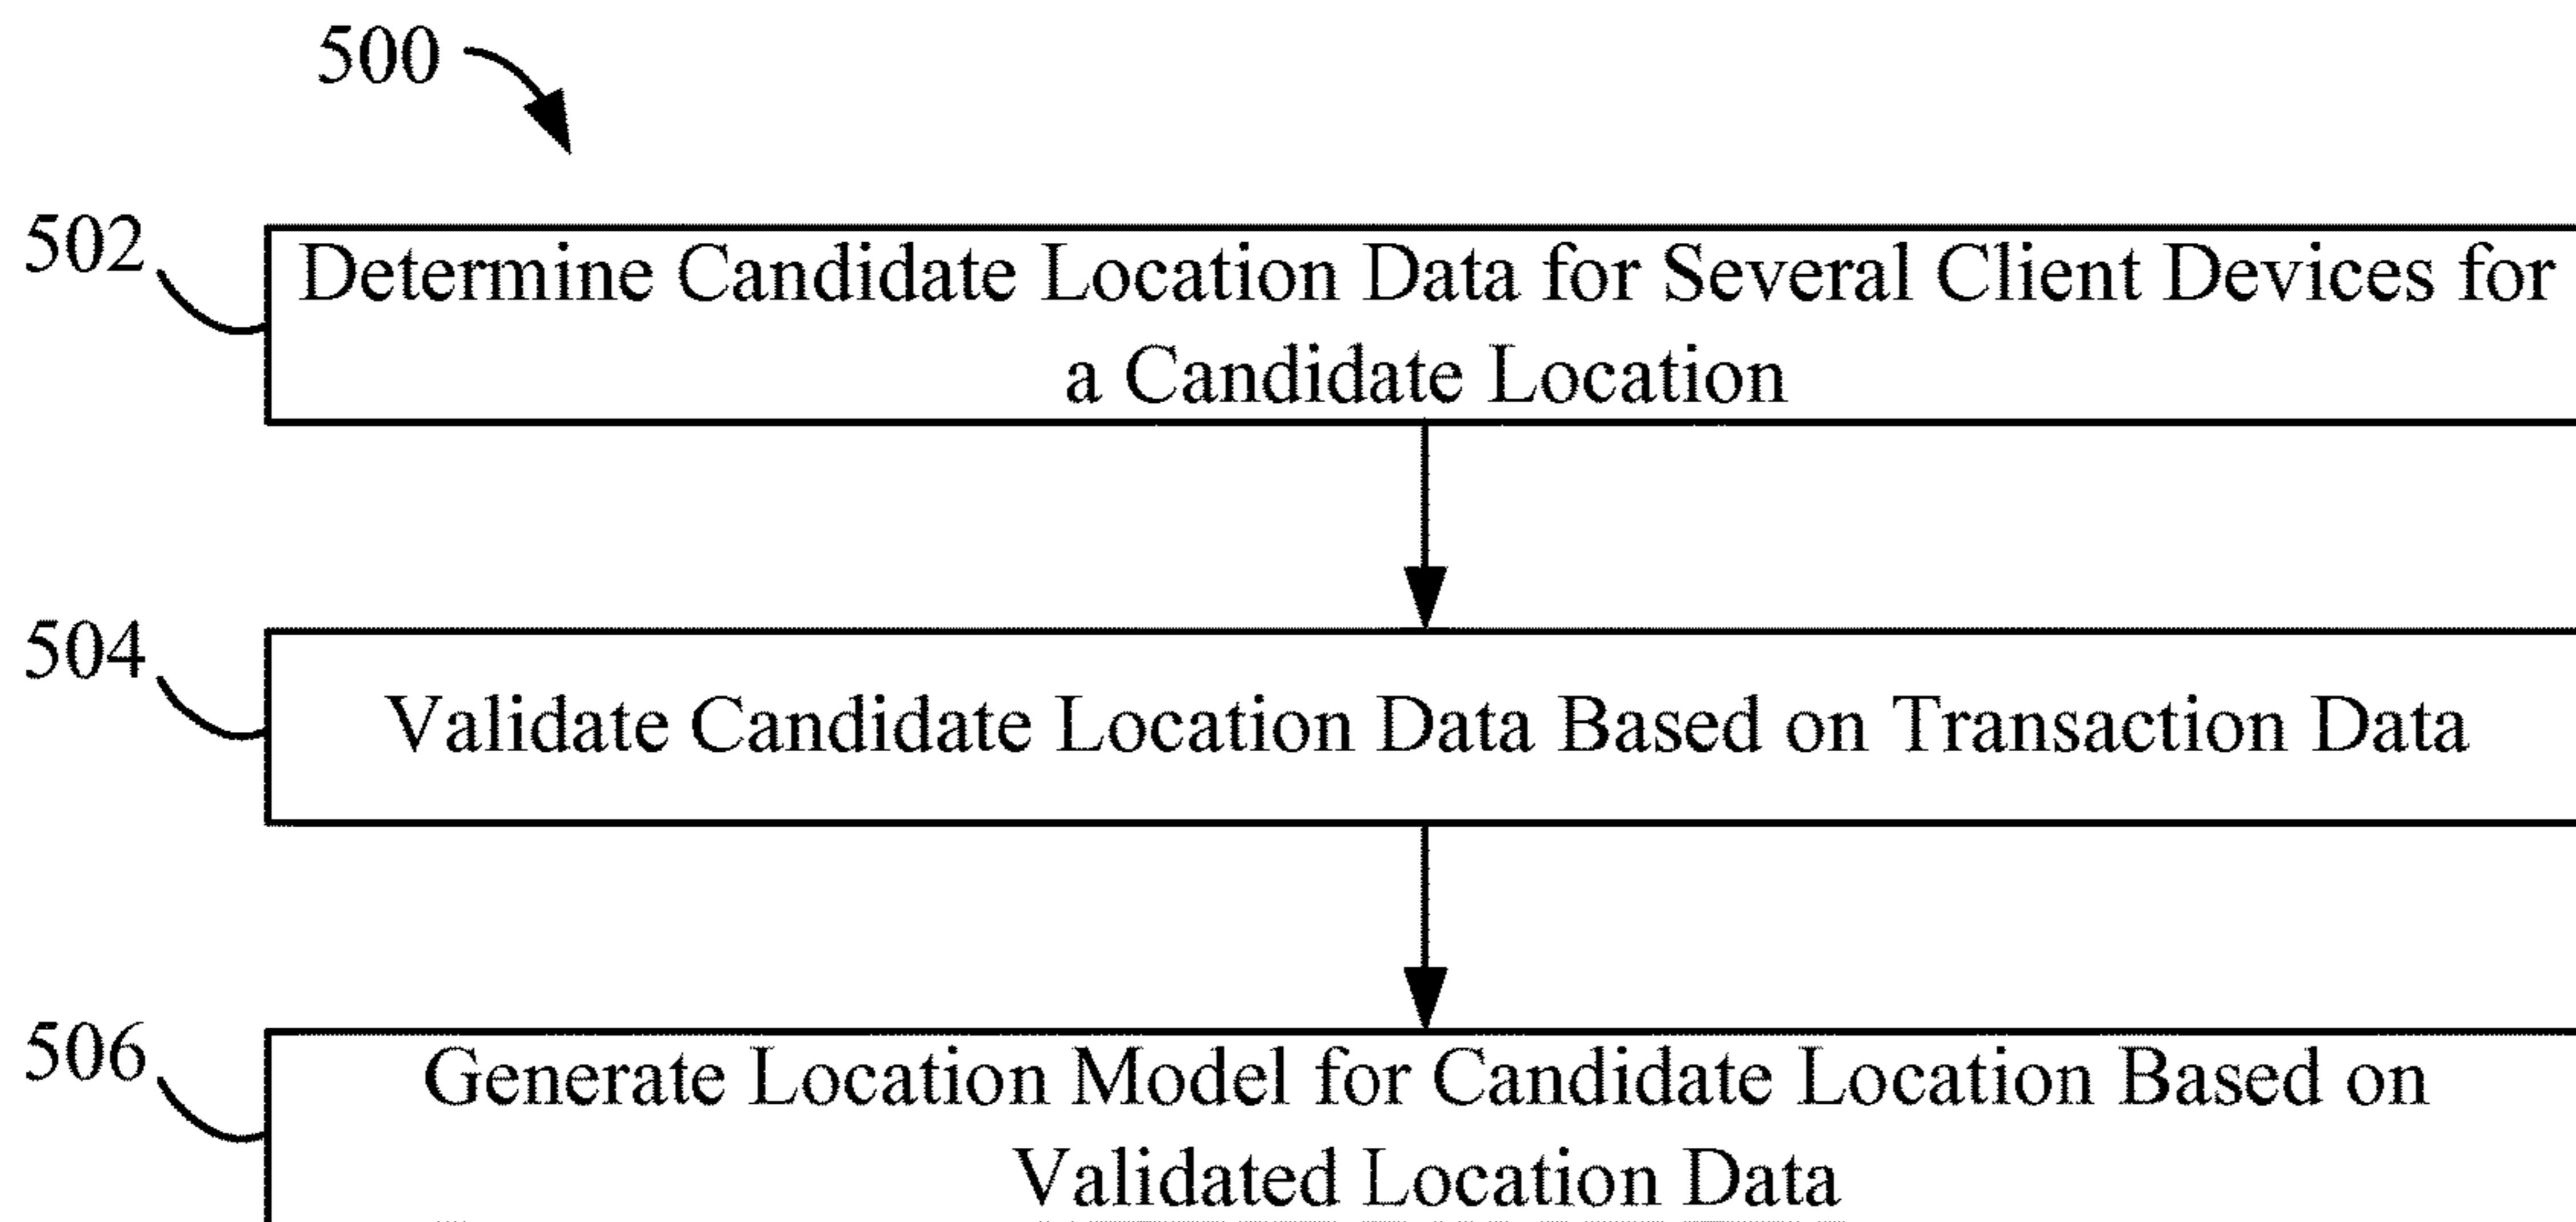 500
502
Determine Candidate Location Data for Several Client Devices for
a Candidate Location
504
Validate Candidate Location Data Based on Transaction Data
506
Generate Location Model for Candidate Location Based on
Validated Location Data